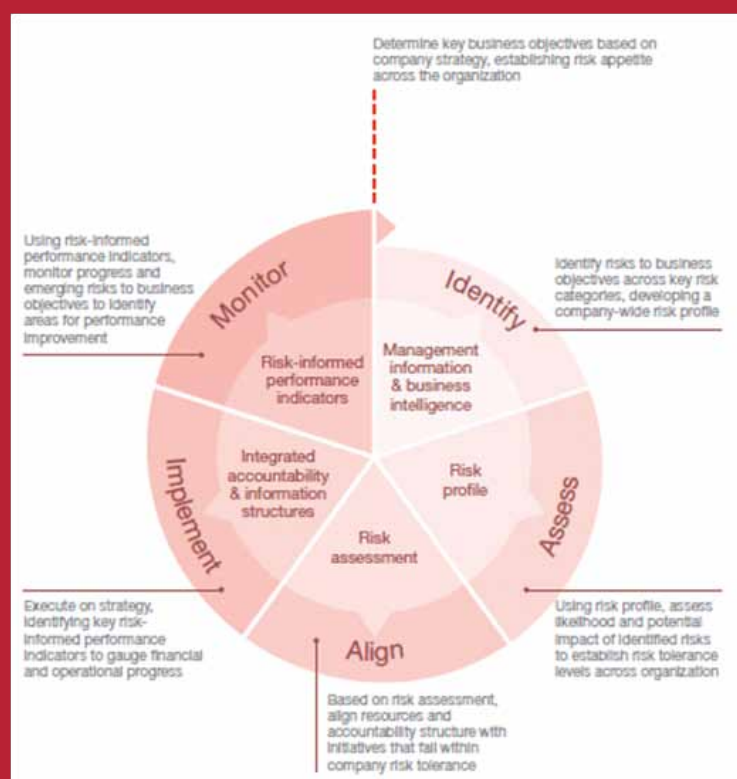 Determine key business objectives based on
company strategy, establishing risk appetite
across the organization
Using risk-informed
performance indicators,
monitor progress and
emerging risks to business
objectives to identify
areas for performance
improvement
Monitor
Identify
Identify risks to business
objectives across key risk
categories, developing a
company-wide risk profile
Risk-informed
performance
indicators
Management
information
& business
intelligence
Integrated
accountability
& information
structures
Risk
profile
Risk
assessment
Implement
Assess
Align
Execute on strategy,
identifying key risk-
informed performance
indicators to gauge financial
and operational progress
Using risk profile, assess
likelihood and potential
impact of identified risks
to establish risk tolerance
levels across organization
Based on risk assessment,
align resources and
accountability structure with
initiatives that fall within
company risk tolerance